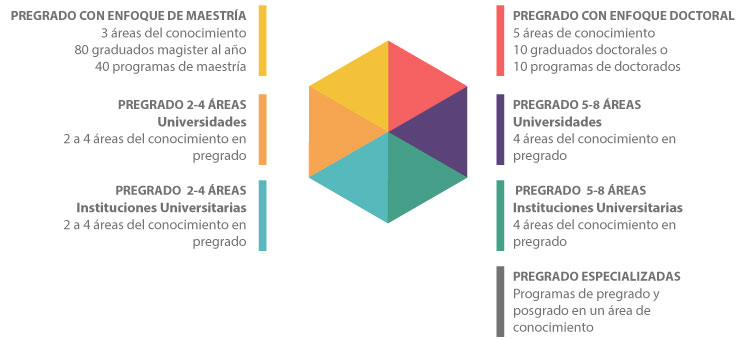 PREGRADO CON ENFOQUE DE MAESTRÍA
3 áreas del conocimiento
80 graduados magister al año
40 programas de maestría
PREGRADO 2-4 ÁREAS
Universidades
2 a 4 áreas del conocimiento en
pregrado
PREGRADO 2-4 ÁREAS
Instituciones Universitarias
2 a 4 áreas del conocimiento en
pregrado
PREGRADO CON ENFOQUE DOCTORAL
5 áreas de conocimiento
10 graduados doctorales o
10 programas de doctorados
PREGRADO 5-8 ÁREAS
Universidades
4 áreas del conocimiento en
pregrado
PREGRADO 5-8 ÁREAS
Instituciones Universitarias
4 áreas del conocimiento en
pregrado
PREGRADO ESPECIALIZADAS
Programas de pregrado y
posgrado en un área de
conocimiento